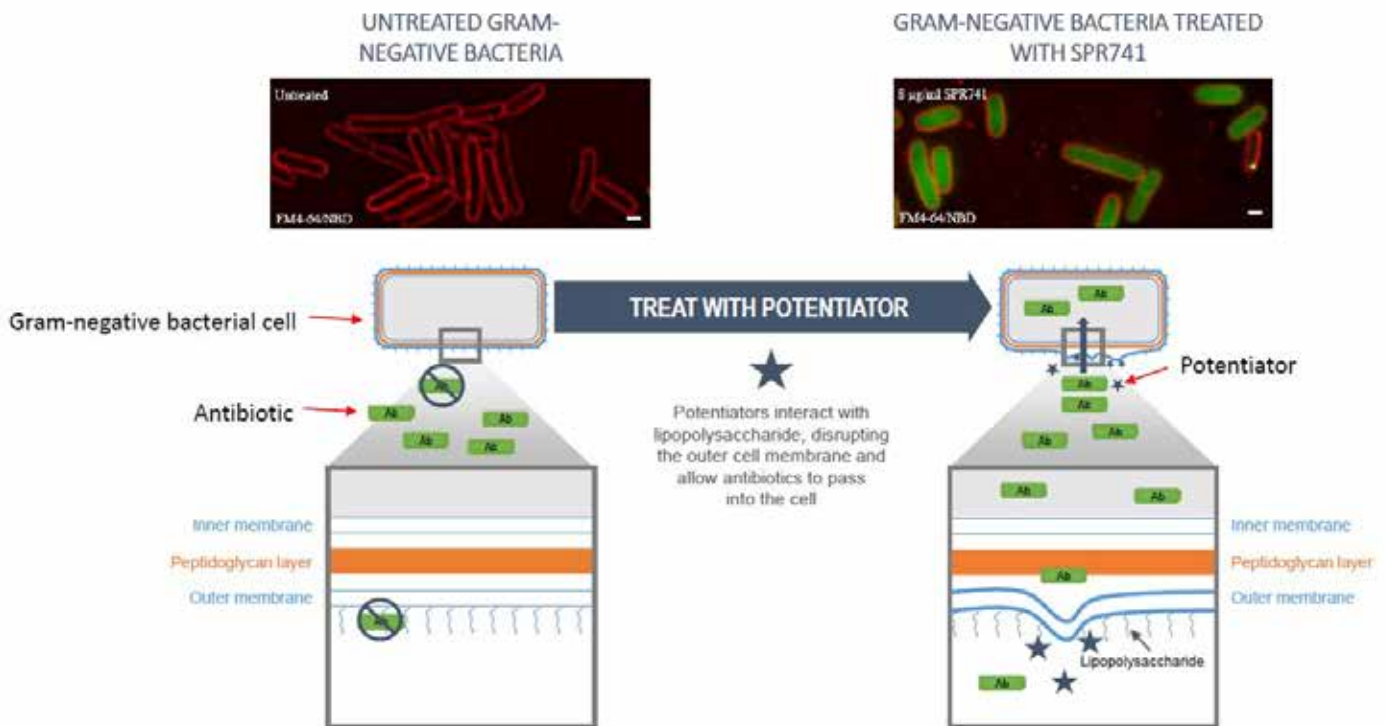 UNTREATED GRAM-
NEGATIVE BACTERIA
GRAM-NEGATIVE BACTERIA TREATED
WITH SPR741
Untreated
FM4-64/NBD
8 µg/ml SPR741
FM4-64/NBD
Gram-negative bacterial cell
TREAT WITH POTENTIATOR
Ab
Ab
Potentiator
Antibiotic
Ab
Ab
Ab
Ab
Ab
Ab
Potentiators interact with
lipopolysaccharide, disrupting
the outer cell membrane and
allow antibiotics to pass
into the cell
Ab
Ab
Ab
Ab
Inner membrane
Peptidoglycan layer
Outer membrane
Ab
Ab
Ab
Inner membrane
Peptidoglycan layer
Ab
Outer membrane
Lipopolysaccharide
Ab